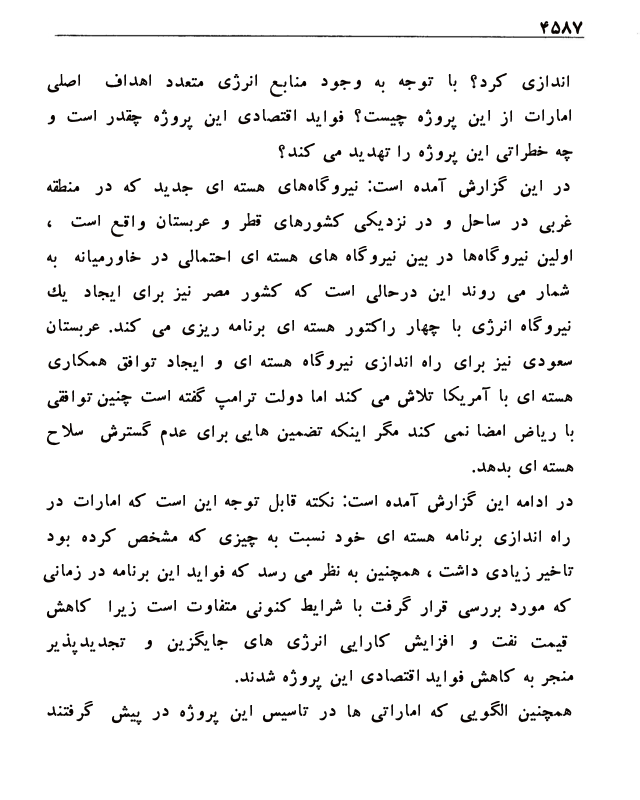 ۴۵۸۷
اندازی کرد؟ با توجه به وجود منابع انرژی متعدد اهداف اصلی
امارات از این پروژه چیست؟ فواید اقتصادی این پروژه چقدر است و
چه خطراتی این پروژه را تهدید می کند؟
در این گزارش آمده است: نیروگاه‌های هسته ای جدید که در منطقه
غربی در ساحل و در نزدیکی کشورهای قطر و عربستان واقع است ،
اولین نیروگاه‌ها در بین نیروگاه های هسته ای احتمالی در خاورمیانه به
شمار می روند این درحالی است که کشور مصر نیز برای ایجاد یك
نیروگاه انرژی با چهار راکتور هسته ای برنامه ریزی می کند. عربستان
سعودی نیز برای راه اندازی نیروگاه هسته ای و ایجاد توافق همکاری
هسته ای با آمریکا تلاش می کند اما دولت ترامپ گفته است چنین توافقی
با ریاض امضا نمی کند مگر اینکه تضمین هایی برای عدم گسترش سلاح
هسته ای بدهد.
در ادامه این گزارش آمده است: نکته قابل توجه این است که امارات در
راه اندازی برنامه هسته ای خود نسبت به چیزی که مشخص کرده بود
تاخیر زیادی داشت ، همچنین به نظر می رسد که فواید این برنامه در زمانی
که مورد بررسی قرار گرفت با شرایط کنونی متفاوت است زیرا کاهش
قیمت نفت و افزایش کارایی انرژی های جایگزین و تجدیدپذیر
منجر به کاهش فواید اقتصادی این پروژه شدند.
همچنین الگویی که اماراتی ها در تاسیس این پروژه در پیش گرفتند